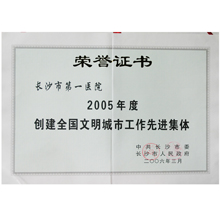 荣誉证书
长沙市第一医院
2005年度
创建全国文明城市工作先进集体
中共长沙市委
长沙市人民政府
二〇〇六年三月